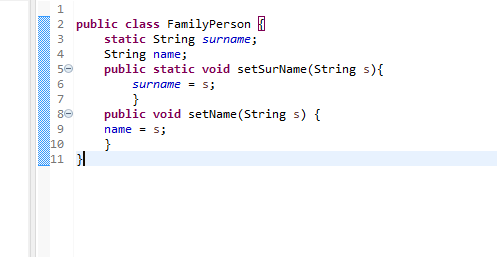 1
2 public class FamilyPerson {
3 static String surname;
4 String name;
5 public static void setSurName(String s){
6 surname = s;
7 }
8 public void setName(String s) {
9 name = s;
10 }
11 }